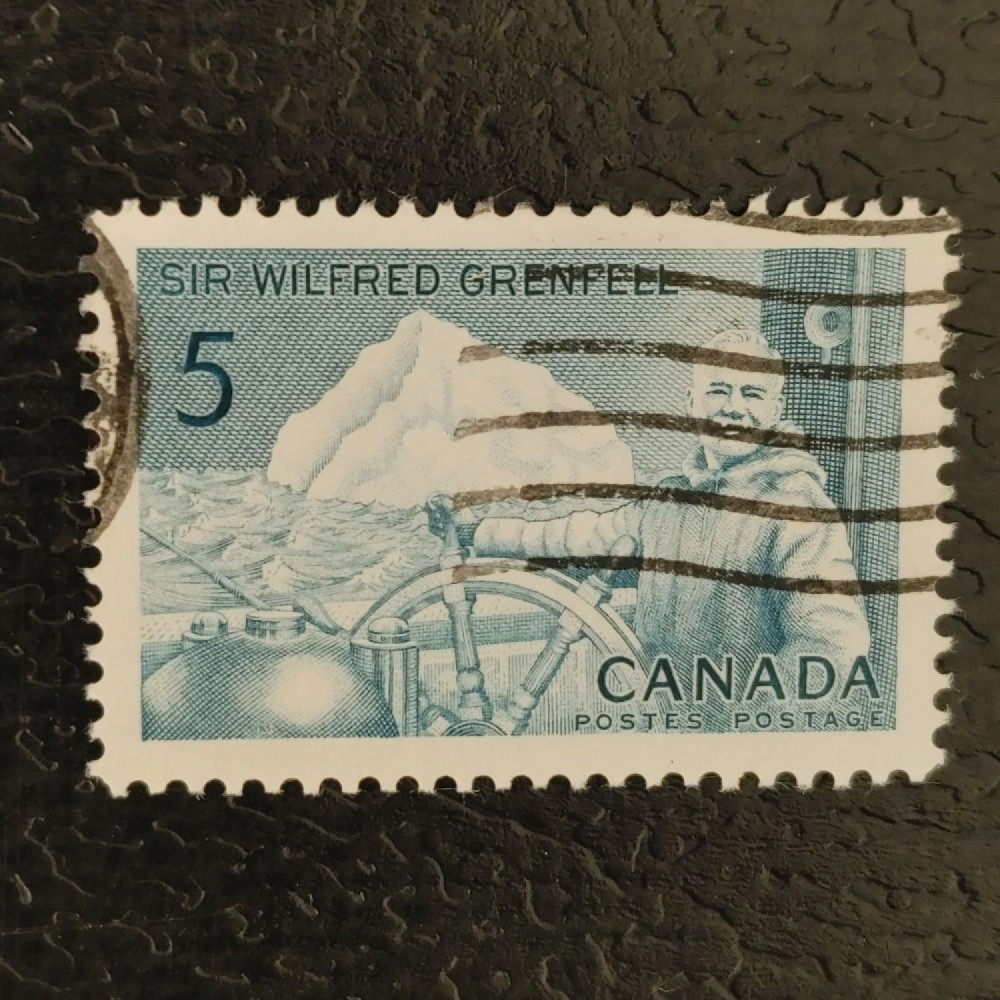 SIR WILFRED GRENFELL
5
CANADA
POSTES POSTAGE